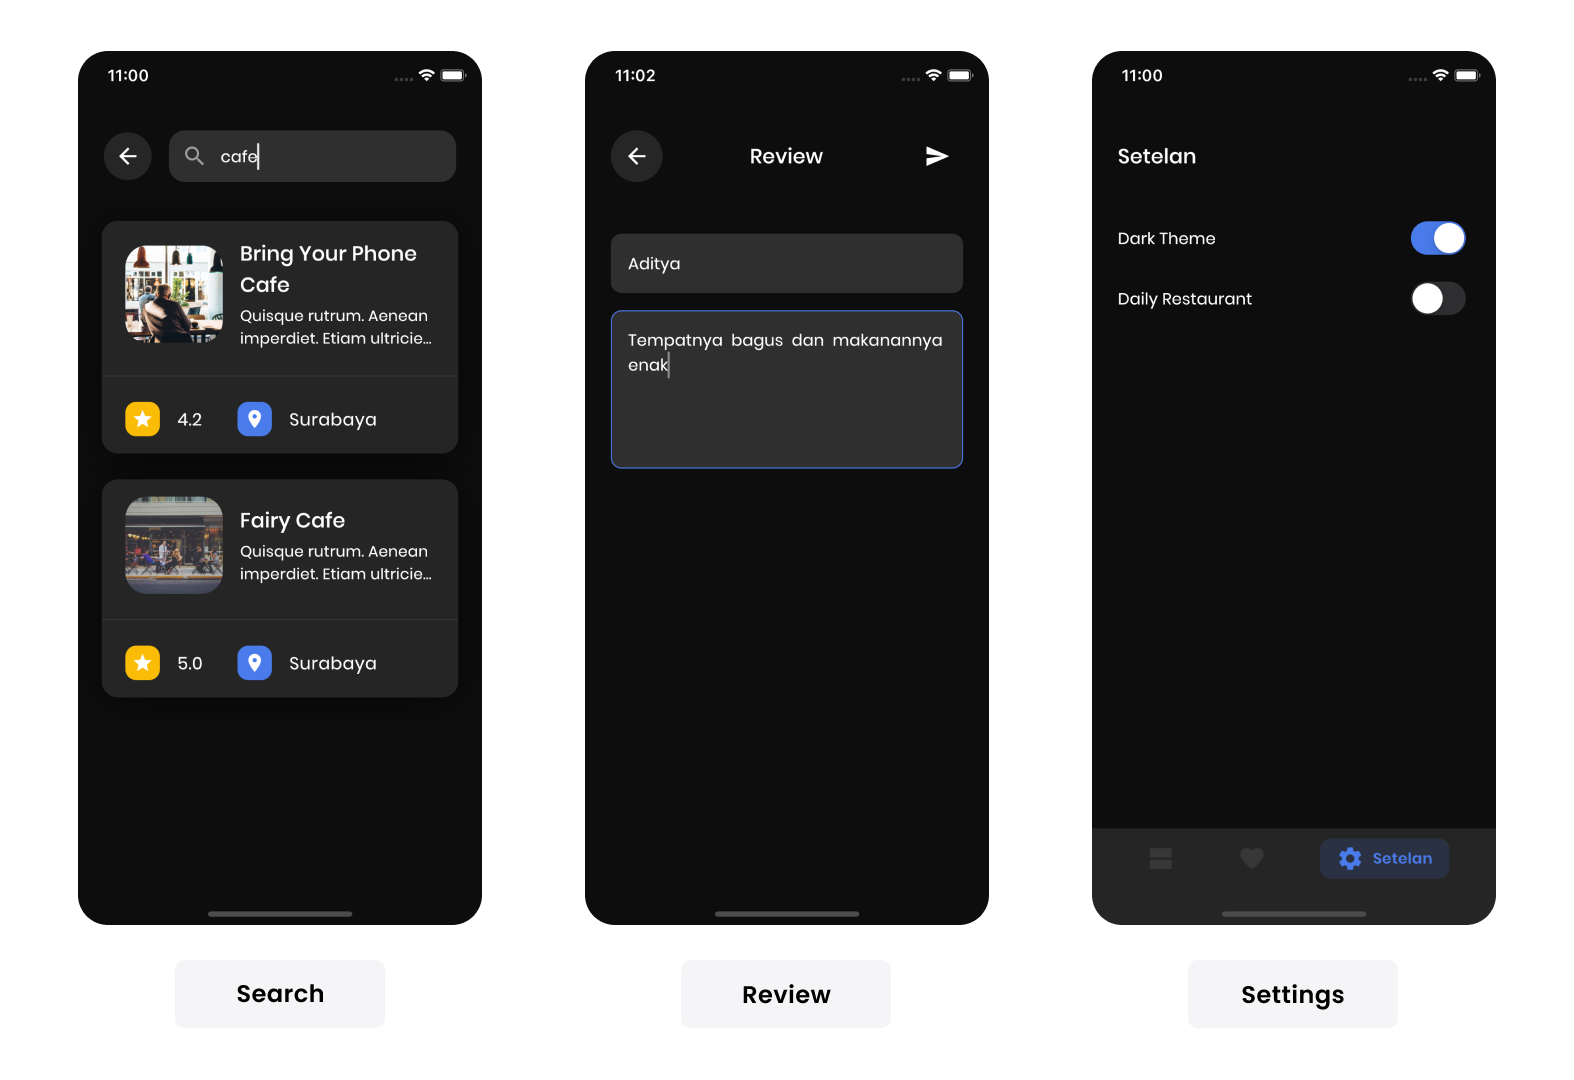 11:00
cafe
Bring Your Phone
Cafe
Quisque rutrum. Aenean
imperdiet. Etiam ultricie...
4.2
Surabaya
Fairy Cafe
Quisque rutrum. Aenean
imperdiet. Etiam ultricie...
5.0
Surabaya
Search
11:02
Review
Aditya
Tempatnya bagus dan makanannya
enak
Review
11:00
Setelan
Dark Theme
Daily Restaurant
Setelan
Settings